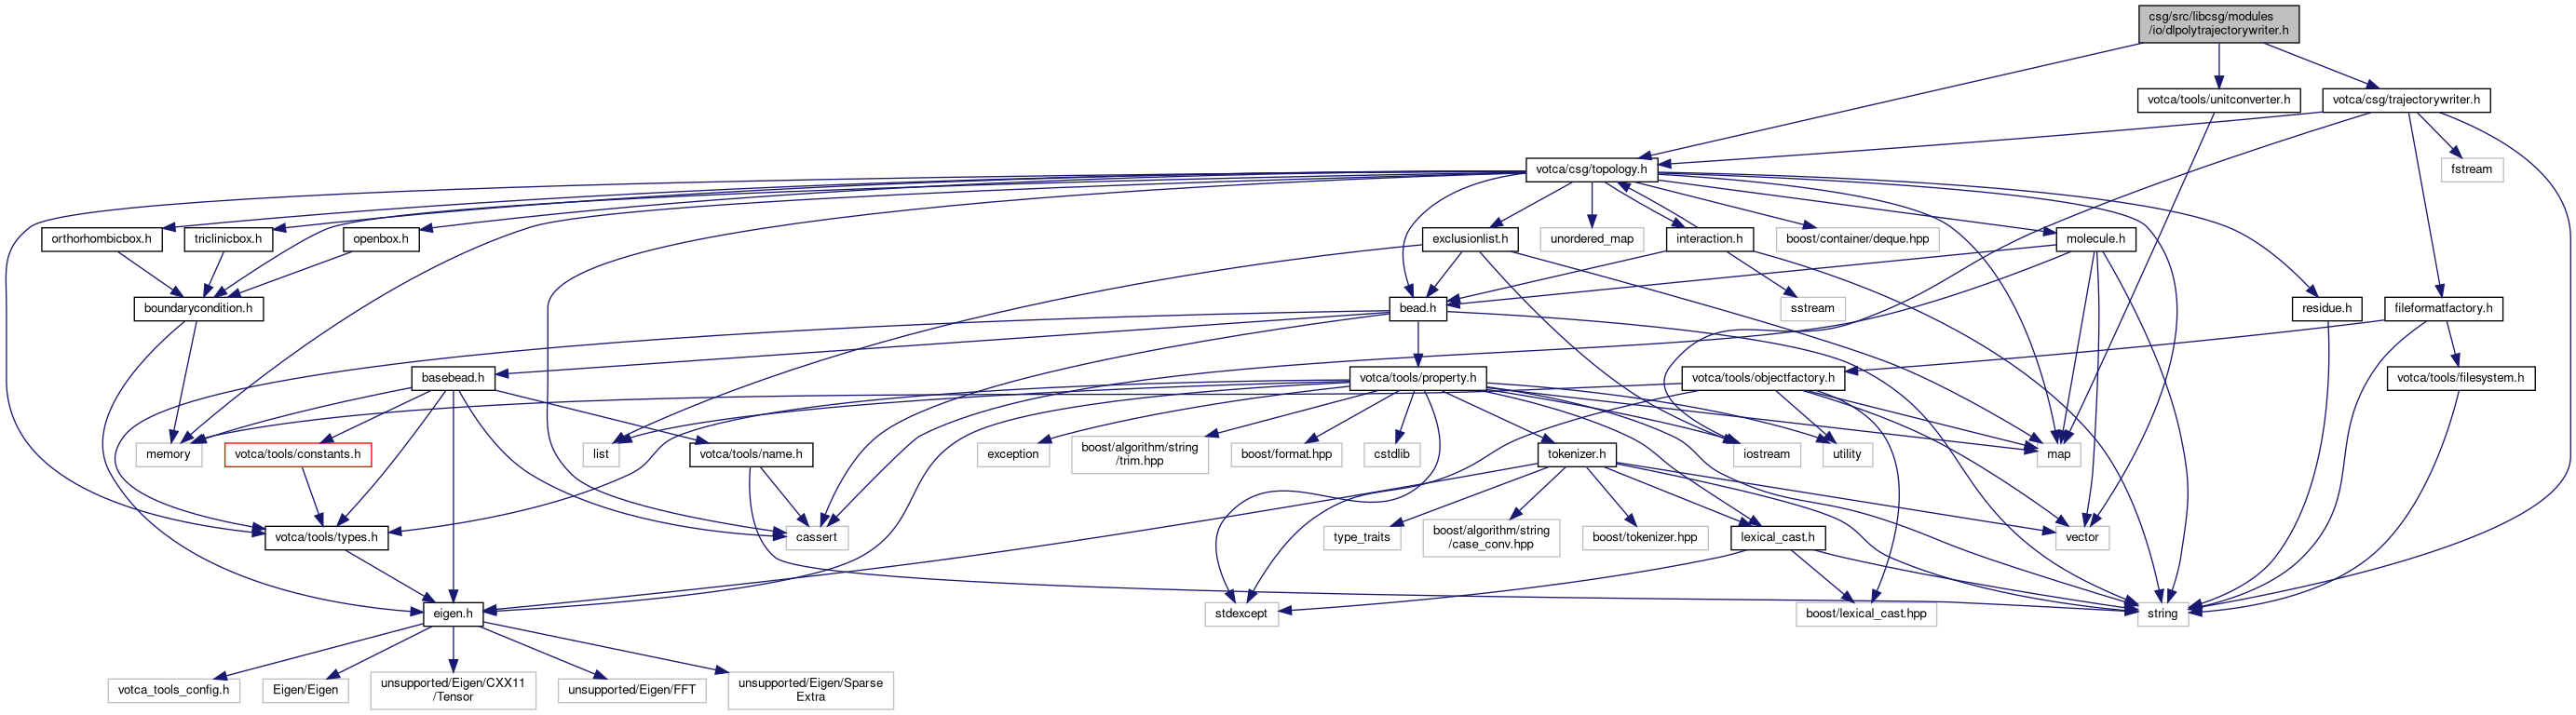 csg/src/libcsg/modules
/io/dlpolytrajectorywriter.h
votca/tools/unitconverter.h
votca/csg/trajectorywriter.h
votca/csg/topology.h
fstream
orthorhombicbox.h
triclinicbox.h
openbox.h
exclusionlist.h
unordered_map
interaction.h
boost/container/deque.hpp
molecule.h
boundarycondition.h
bead.h
sstream
residue.h
fileformatfactory.h
basebead.h
votca/tools/property.h
votca/tools/objectfactory.h
votca/tools/filesystem.h
memory
votca/tools/constants.h
list
votca/tools/name.h
exception
boost/algorithm/string
/trim.hpp
boost/format.hpp
cstdlib
tokenizer.h
iostream
utility
map
votca/tools/types.h
cassert
type_traits
boost/algorithm/string
/case_conv.hpp
boost/tokenizer.hpp
lexical_cast.h
vector
eigen.h
stdexcept
boost/lexical_cast.hpp
string
votca_tools_config.h
Eigen/Eigen
unsupported/Eigen/CXX11
/Tensor
unsupported/Eigen/FFT
unsupported/Eigen/Sparse
Extra